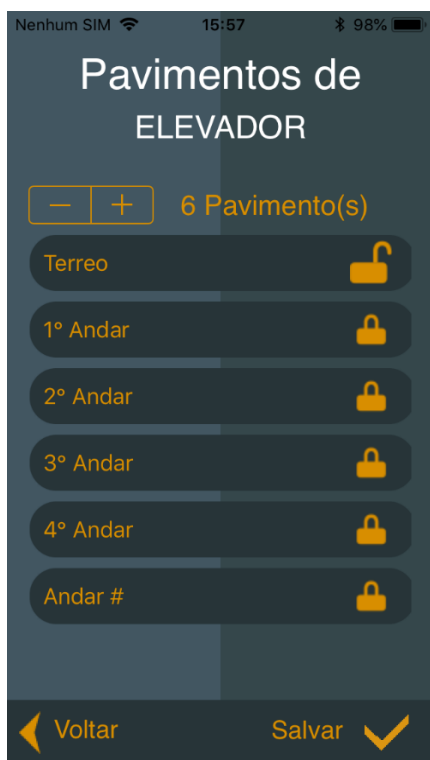 Nenhum SIM 15:57 98%
Pavimentos de
ELEVADOR
− + 6 Pavimento(s)
Terreo
1º Andar
2º Andar
3º Andar
4º Andar
Andar #
Voltar Salvar